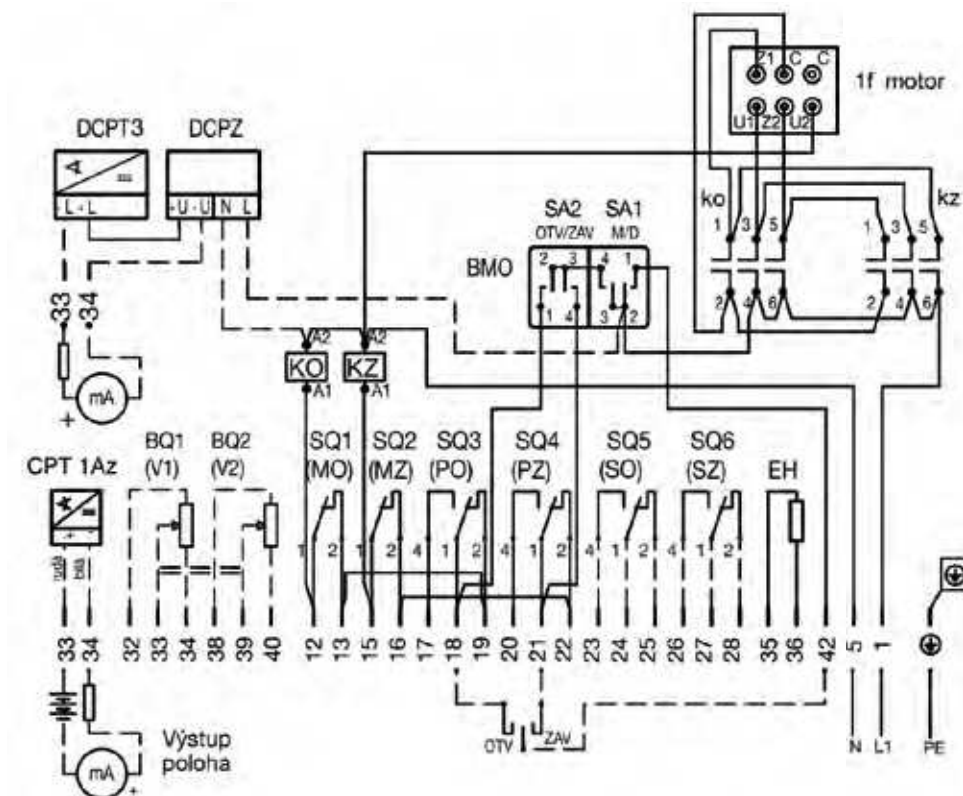 Z1 C C
1f motor
U1 Z2 U2
DCPT3 DCPZ
-L+L +U-U N L
ko kz
1 3 5 1 3 5
2 4 6 2 4 6
SA2 SA1
OTV/ZAV M/D
BMO
2 3 4 1
1 4 3 2
33 34
A2 A2
KO KZ
A1 A1
mA
+
CPT 1Az
BQ1 BQ2
(V1) (V2)
SQ1 SQ2 SQ3 SQ4 SQ5 SQ6 EH
(MO) (MZ) (PO) (PZ) (SO) (SZ)
1 2 1 2 4 1 2 4 1 2 4 1 2 4 1 2
+ -
rudá bílá
33 34 32 33 34 38 39 40 12 13 15 16 17 18 19 20 21 22 23 24 25 26 27 28 35 36 42 5 1
OTV ZAV
N L1 PE
Výstup
poloha
mA
+